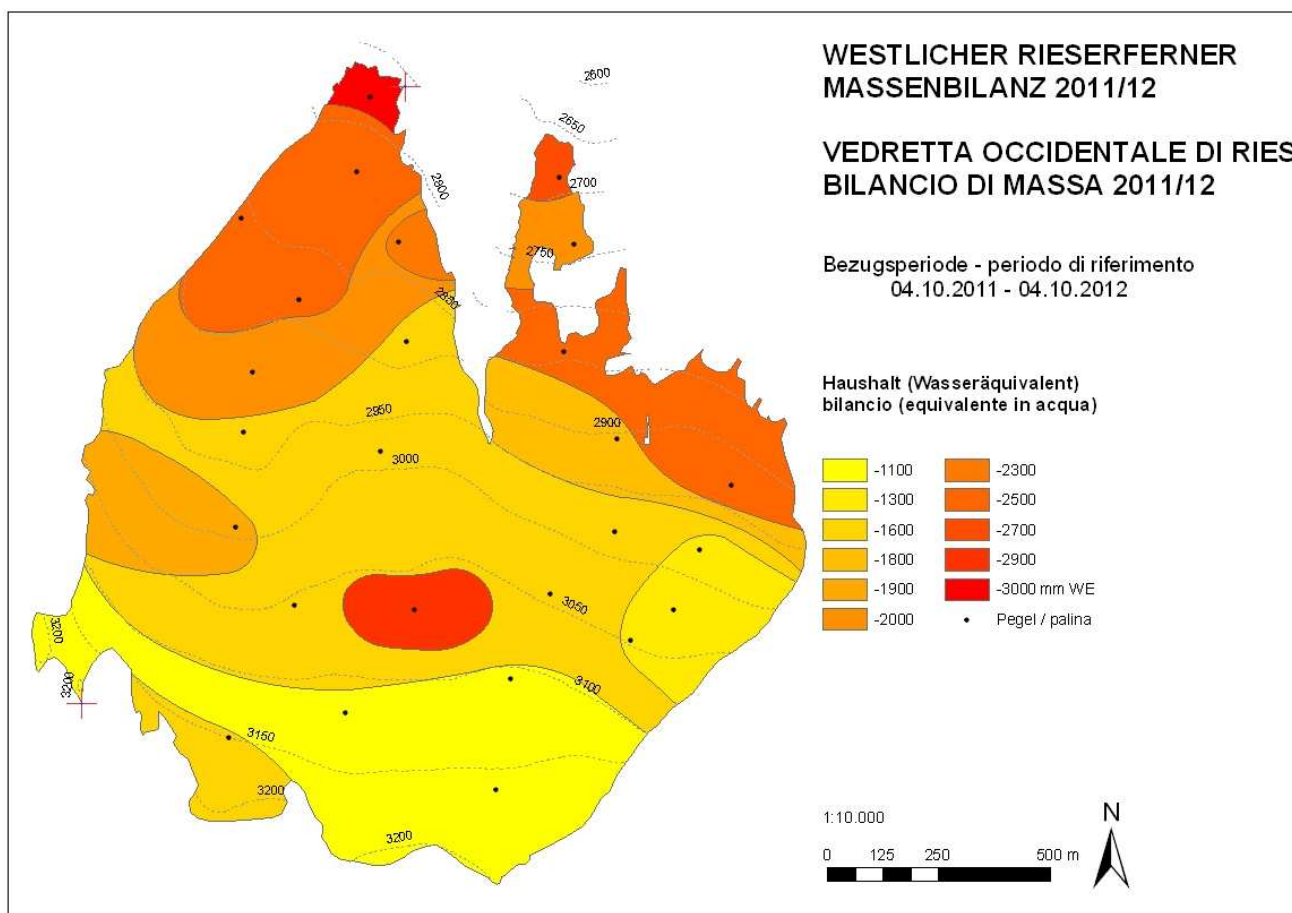 WESTLICHER RIESERFERNER
MASSENBILANZ 2011/12
VEDRETTA OCCIDENTALE DI RIES
BILANCIO DI MASSA 2011/12
Bezugsperiode - periodo di riferimento
04.10.2011 - 04.10.2012
Haushalt (Wasseräquivalent)
bilancio (equivalente in acqua)
-1100
-1300
-1600
-1800
-1900
-2000
-2300
-2500
-2700
-2900
-3000 mm WE
Pegel / palina
1:10.000
0 125 250 500 m
N
2600
2650
2700
2750
2800
2850
2900
2950
3000
3050
3100
3150
3200
3200
3200
3200